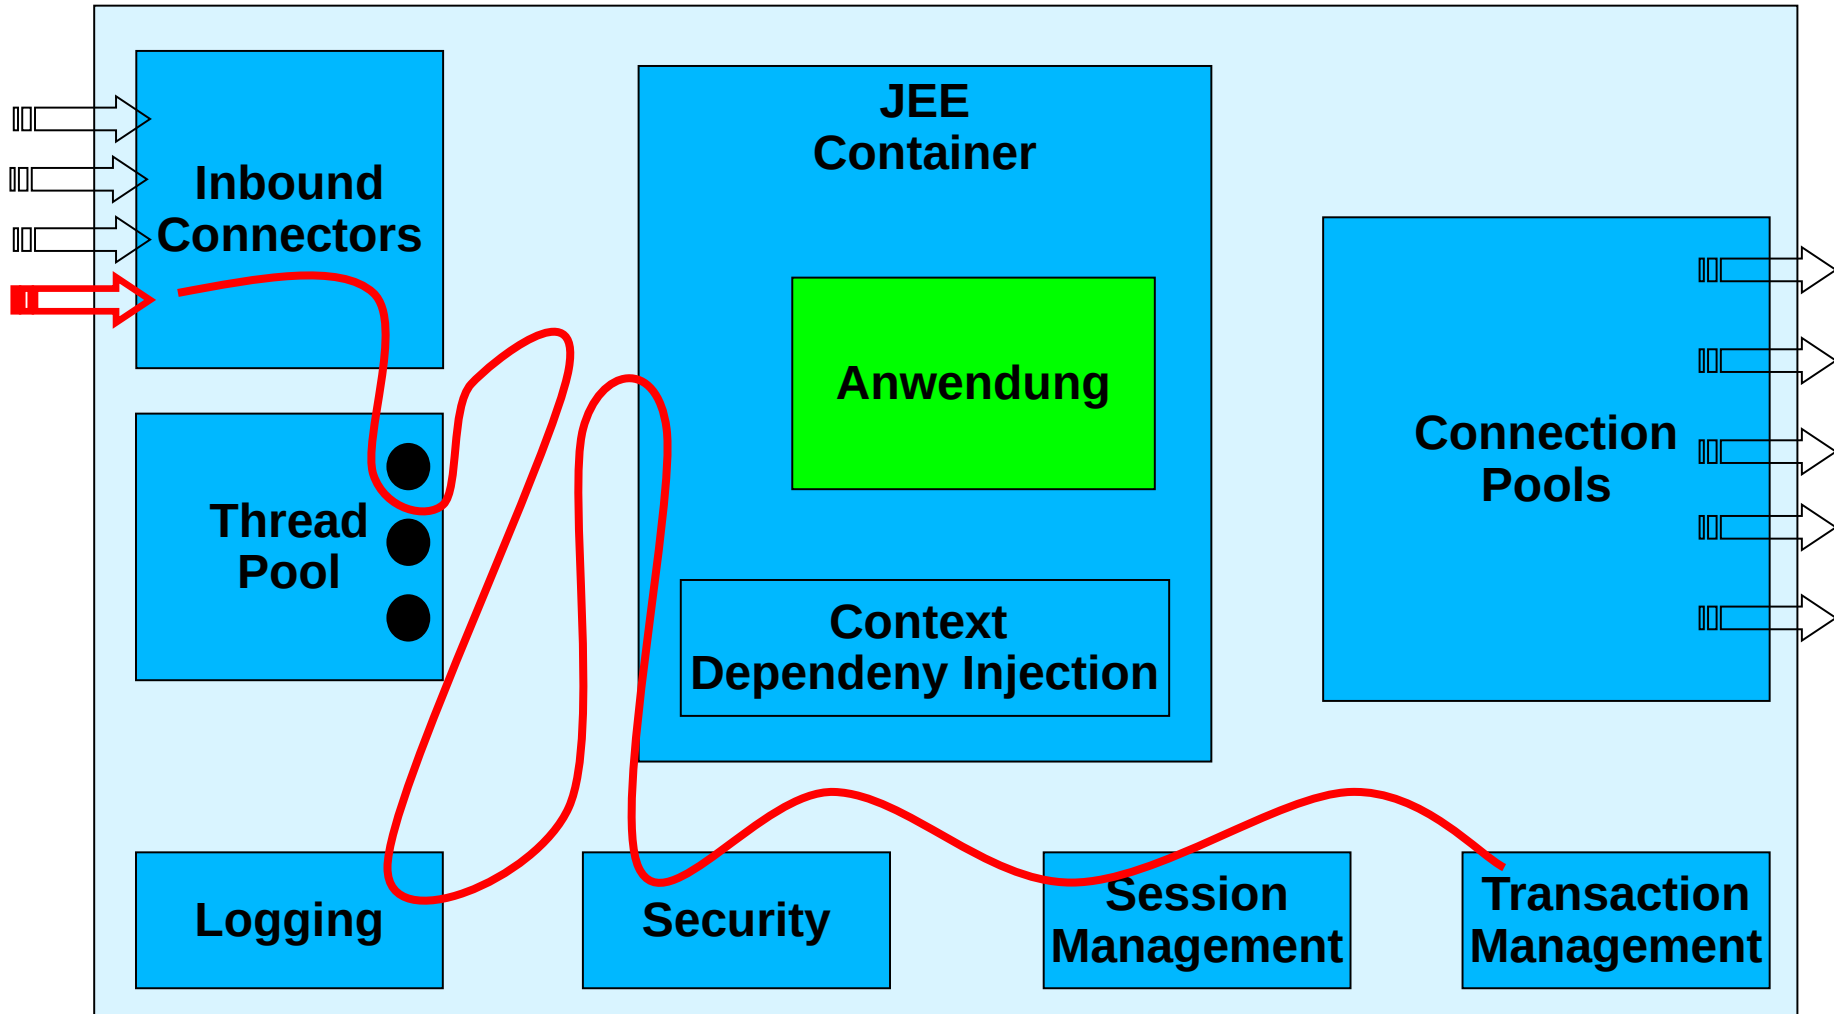 JEE
Container
Inbound
Connectors
Anwendung
Connection
Pools
Thread
Pool
Context
Dependeny Injection
Logging
Security
Session
Management
Transaction
Management